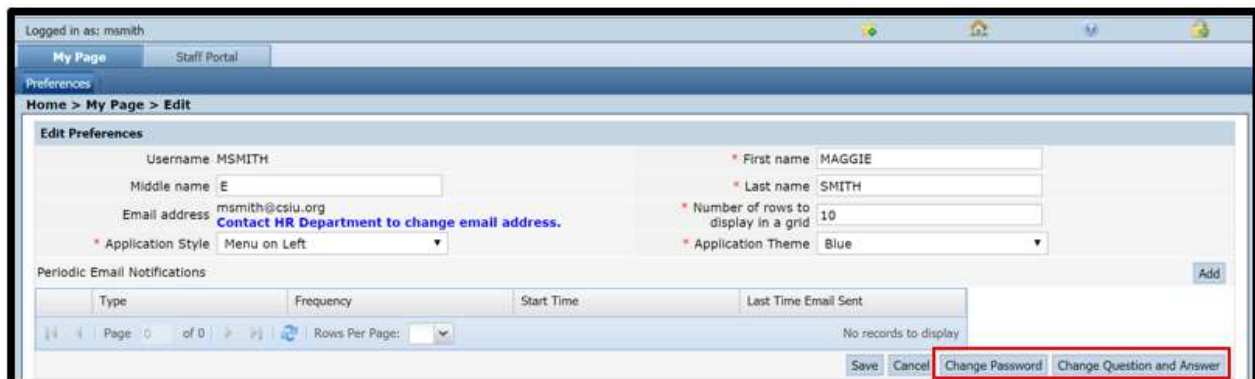 Logged in as: msmith
My Page Staff Portal
Preferences
Home > My Page > Edit
Edit Preferences
Username MSMITH * First name MAGGIE
Middle name E * Last name SMITH
Email address msmith@csiu.org * Number of rows to display in a grid 10
Contact HR Department to change email address.
* Application Style Menu on Left * Application Theme Blue
Periodic Email Notifications Add
Type Frequency Start Time Last Time Email Sent
Page 0 of 0 Rows Per Page: No records to display
Save Cancel Change Password Change Question and Answer